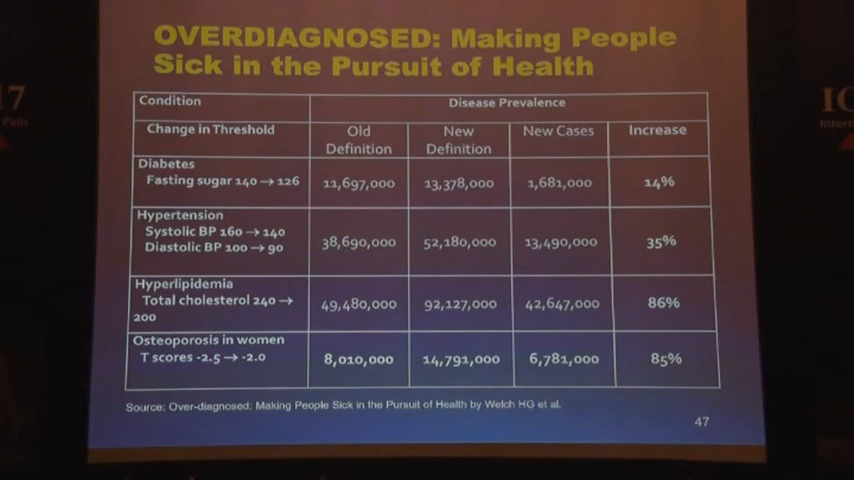 OVERDIAGNOSED: Making People
Sick in the Pursuit of Health
17
Pain
IC
Intern
Condition
Disease Prevalence
Change in Threshold
Old
Definition
New
Definition
New Cases
Increase
Diabetes
Fasting sugar 140 → 126
11,697,000
13,378,000
1,681,000
14%
Hypertension
Systolic BP 160 → 140
Diastolic BP 100 → 90
38,690,000
52,180,000
13,490,000
35%
Hyperlipidemia
Total cholesterol 240 →
200
49,480,000
92,127,000
42,647,000
86%
Osteoporosis in women
T scores -2.5 → -2.0
8,010,000
14,791,000
6,781,000
85%
Source: Over-diagnosed: Making People Sick in the Pursuit of Health by Welch HG et al.
47